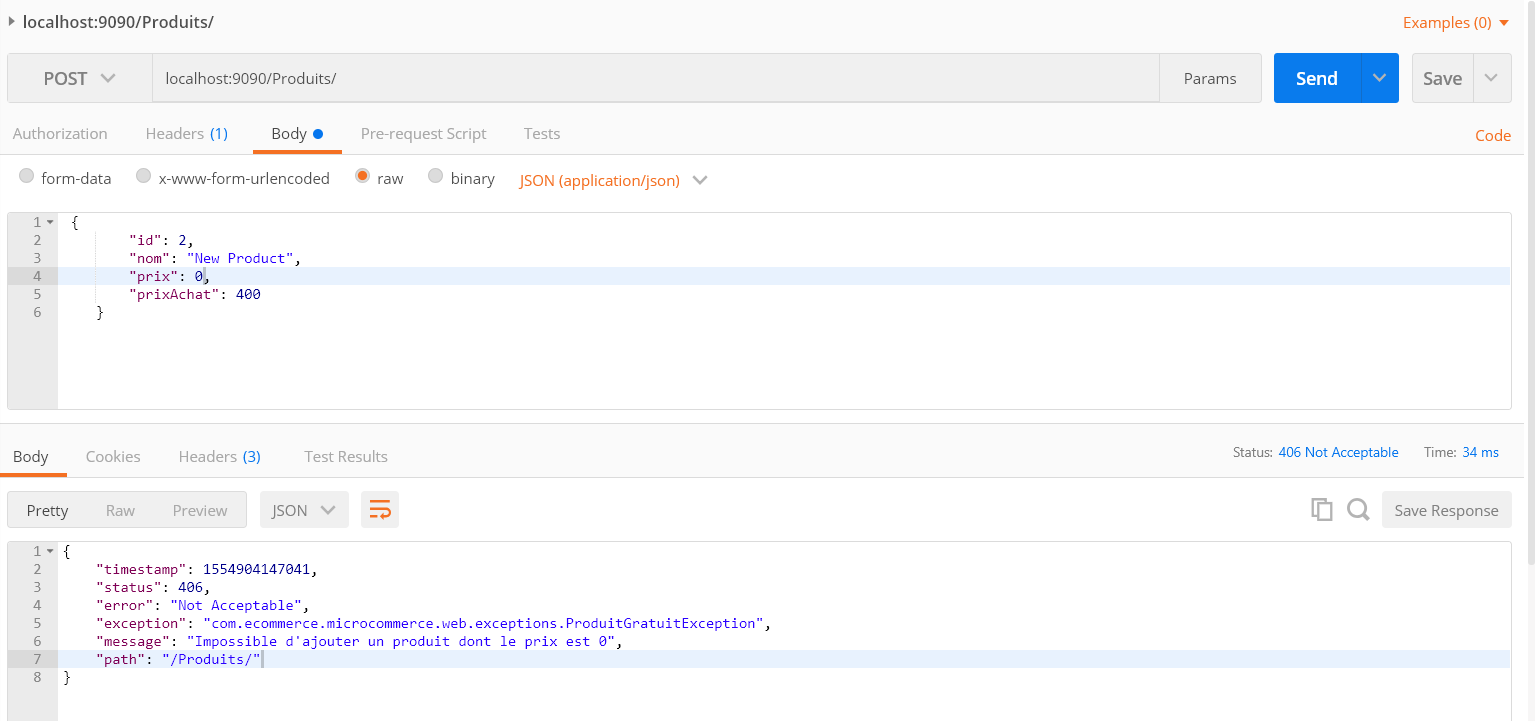 localhost:9090/Produits/
Examples (0)
POST localhost:9090/Produits/ Params Send Save
Authorization Headers (1) Body Pre-request Script Tests Code
form-data x-www-form-urlencoded raw binary JSON (application/json)
1 {
2 "id": 2,
3 "nom": "New Product",
4 "prix": 0,
5 "prixAchat": 400
6 }
Body Cookies Headers (3) Test Results Status: 406 Not Acceptable Time: 34 ms
Pretty Raw Preview JSON Save Response
1 {
2 "timestamp": 1554904147041,
3 "status": 406,
4 "error": "Not Acceptable",
5 "exception": "com.ecommerce.microcommerce.web.exceptions.ProduitGratuitException",
6 "message": "Impossible d'ajouter un produit dont le prix est 0",
7 "path": "/Produits/"
8 }